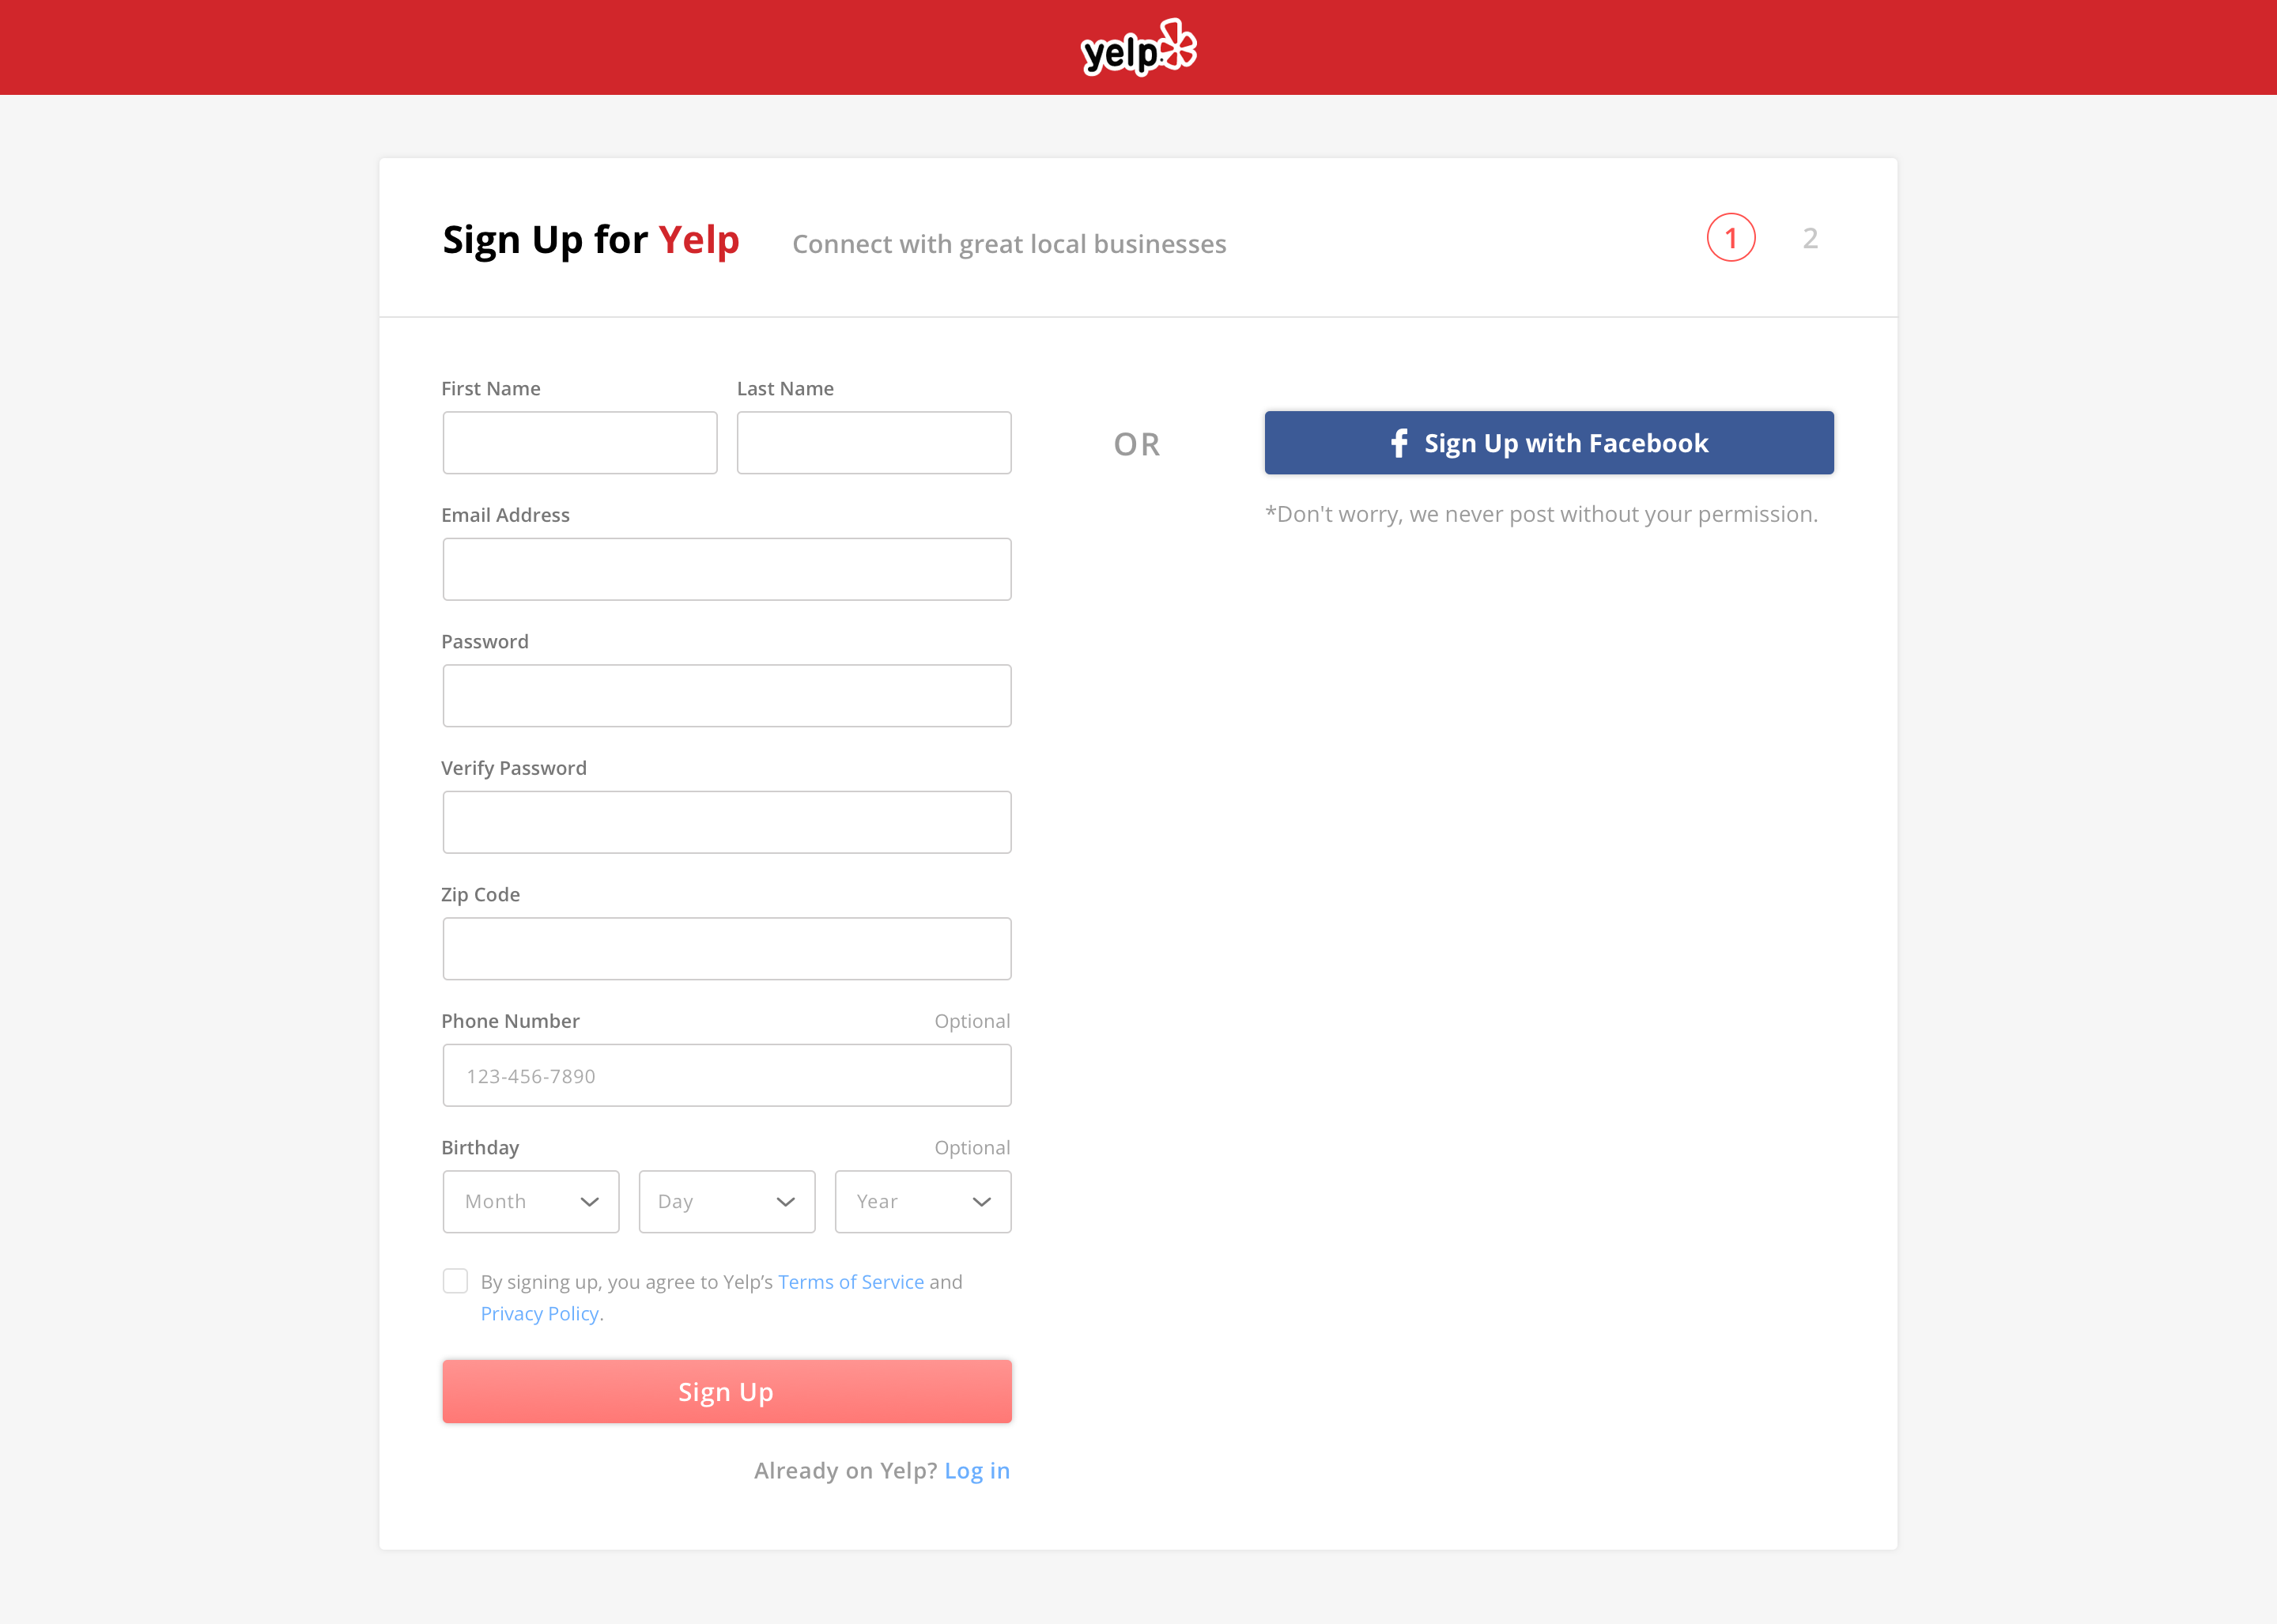 yelp
Sign Up for Yelp
Connect with great local businesses
1
2
First Name
Last Name
OR
f Sign Up with Facebook
*Don't worry, we never post without your permission.
Email Address
Password
Verify Password
Zip Code
Phone Number
Optional
123-456-7890
Birthday
Optional
Month
Day
Year
By signing up, you agree to Yelp’s Terms of Service and
Privacy Policy.
Sign Up
Already on Yelp? Log in